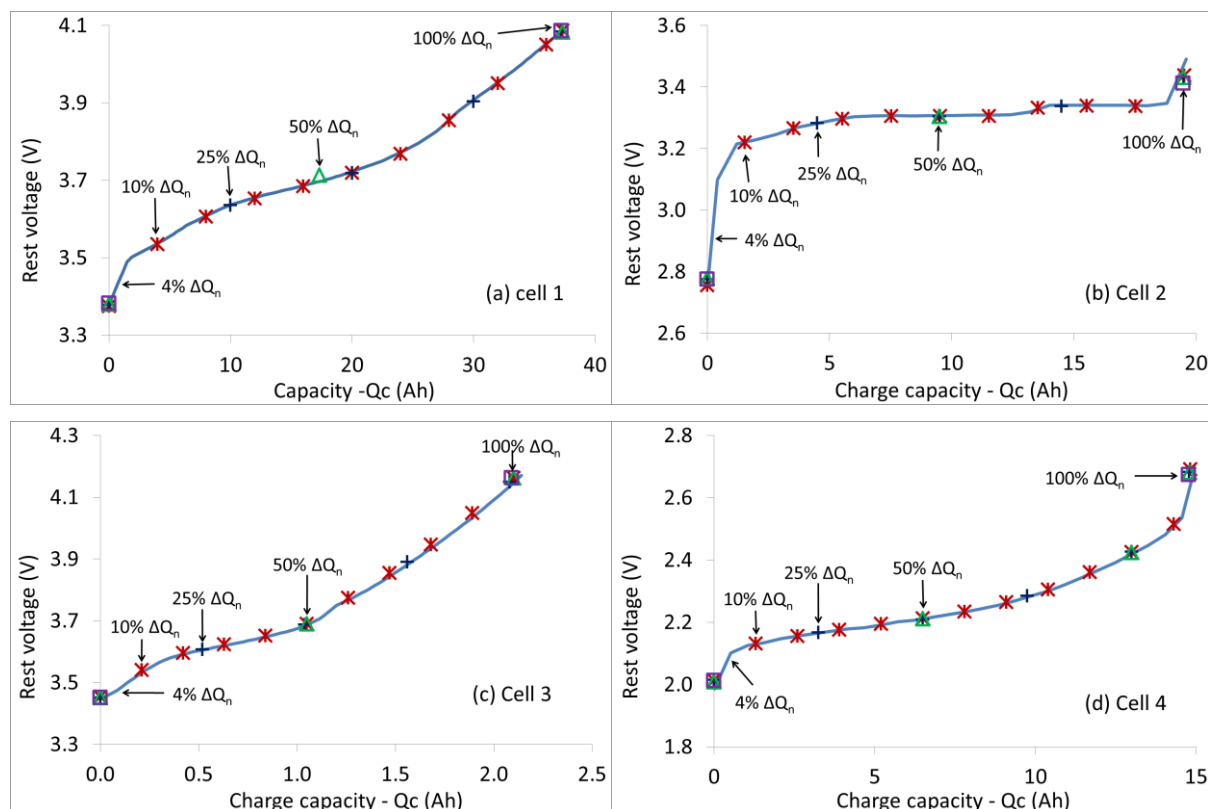 4.1
3.9
3.7
3.5
3.3
Rest voltage (V)
100% ΔQn
50% ΔQn
25% ΔQn
10% ΔQn
4% ΔQn
(a) cell 1
0 10 20 30 40
Capacity -Qc (Ah)
3.6
3.4
3.2
3.0
2.8
2.6
Rest voltage (V)
100% ΔQn
50% ΔQn
25% ΔQn
10% ΔQn
4% ΔQn
(b) Cell 2
0 5 10 15 20
Charge capacity - Qc (Ah)
4.3
4.1
3.9
3.7
3.5
3.3
Rest voltage (V)
100% ΔQn
50% ΔQn
25% ΔQn
10% ΔQn
4% ΔQn
(c) Cell 3
0.0 0.5 1.0 1.5 2.0 2.5
Charge capacity - Qc (Ah)
2.8
2.6
2.4
2.2
2.0
1.8
Rest voltage (V)
100% ΔQn
50% ΔQn
25% ΔQn
10% ΔQn
4% ΔQn
(d) Cell 4
0 5 10 15
Charge capacity - Qc (Ah)